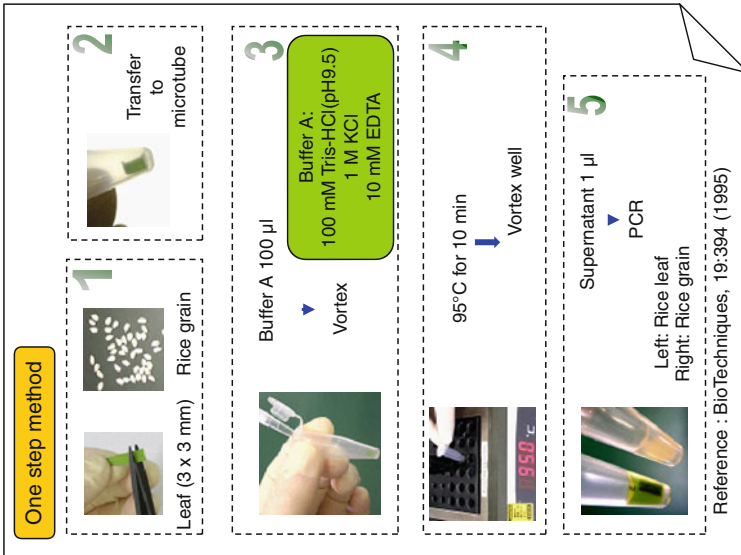 One step method
1
Leaf (3 x 3 mm)
Rice grain
2
Transfer
to
microtube
3
Buffer A 100 µl
Vortex
Buffer A:
100 mM Tris-HCl(pH9.5)
1 M KCl
10 mM EDTA
4
95°C for 10 min
Vortex well
95.0 °C
5
Supernatant 1 µl
PCR
Left: Rice leaf
Right: Rice grain
Reference : BioTechniques, 19:394 (1995)